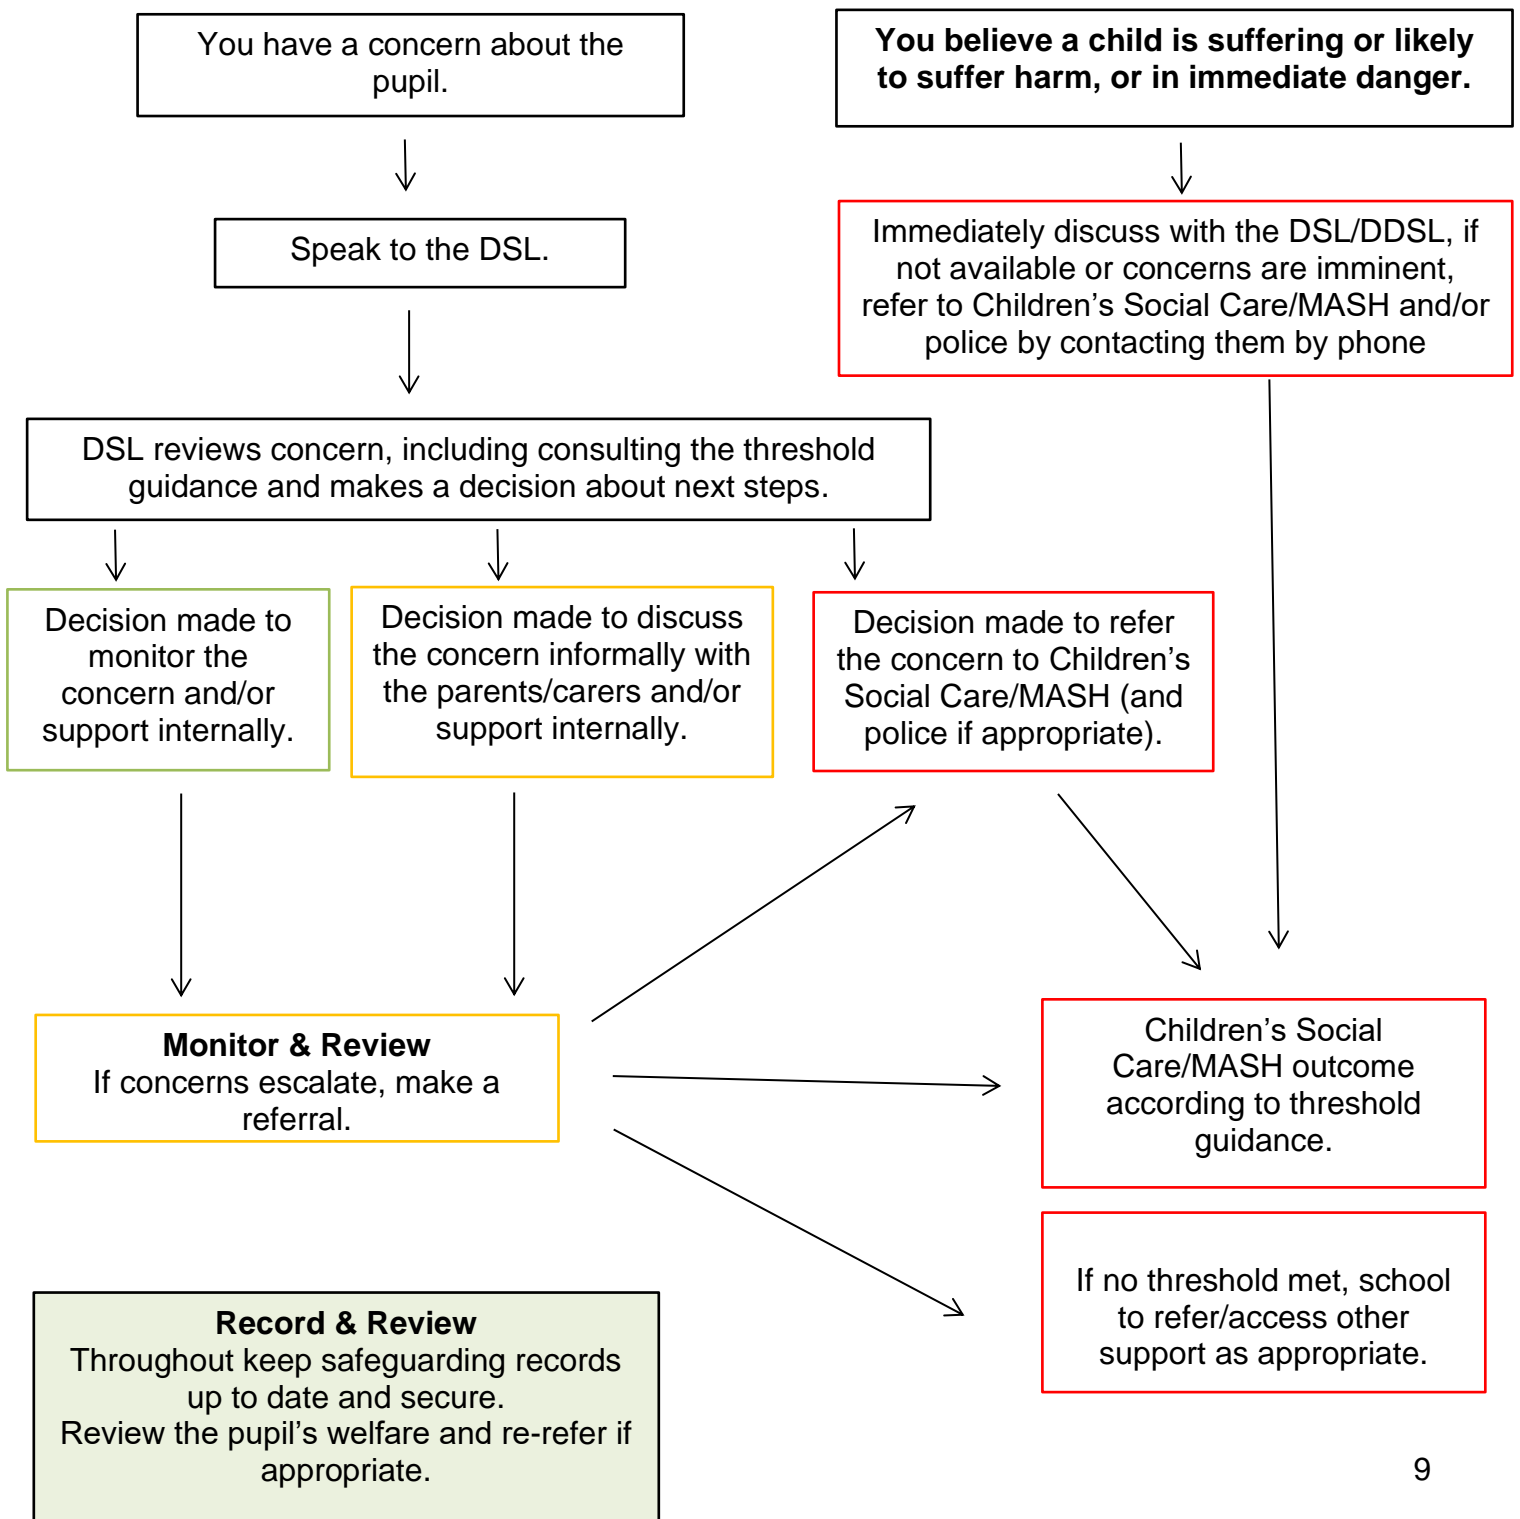 You have a concern about the
pupil.
You believe a child is suffering or likely
to suffer harm, or in immediate danger.
Speak to the DSL.
Immediately discuss with the DSL/DDSL, if
not available or concerns are imminent,
refer to Children’s Social Care/MASH and/or
police by contacting them by phone
DSL reviews concern, including consulting the threshold
guidance and makes a decision about next steps.
Decision made to
monitor the
concern and/or
support internally.
Decision made to discuss
the concern informally with
the parents/carers and/or
support internally.
Decision made to refer
the concern to Children’s
Social Care/MASH (and
police if appropriate).
Monitor & Review
If concerns escalate, make a
referral.
Children’s Social
Care/MASH outcome
according to threshold
guidance.
If no threshold met, school
to refer/access other
support as appropriate.
Record & Review
Throughout keep safeguarding records
up to date and secure.
Review the pupil’s welfare and re-refer if
appropriate.
9